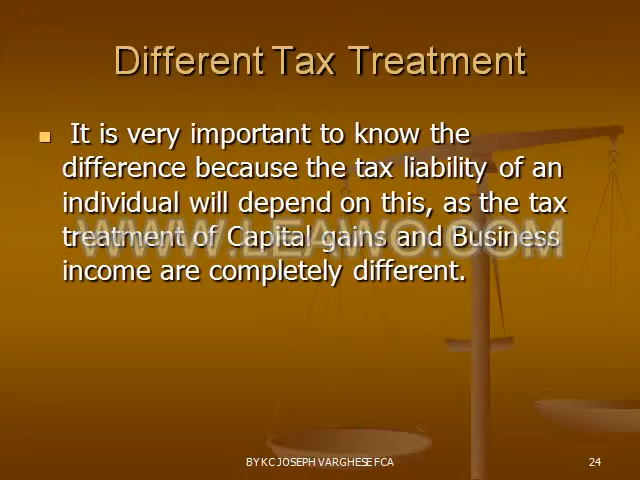 Different Tax Treatment
It is very important to know the
difference because the tax liability of an
individual will depend on this, as the tax
treatment of Capital gains and Business
income are completely different.
WWW.LEAWO.COM
BY KC JOSEPH VARGHESE FCA
24